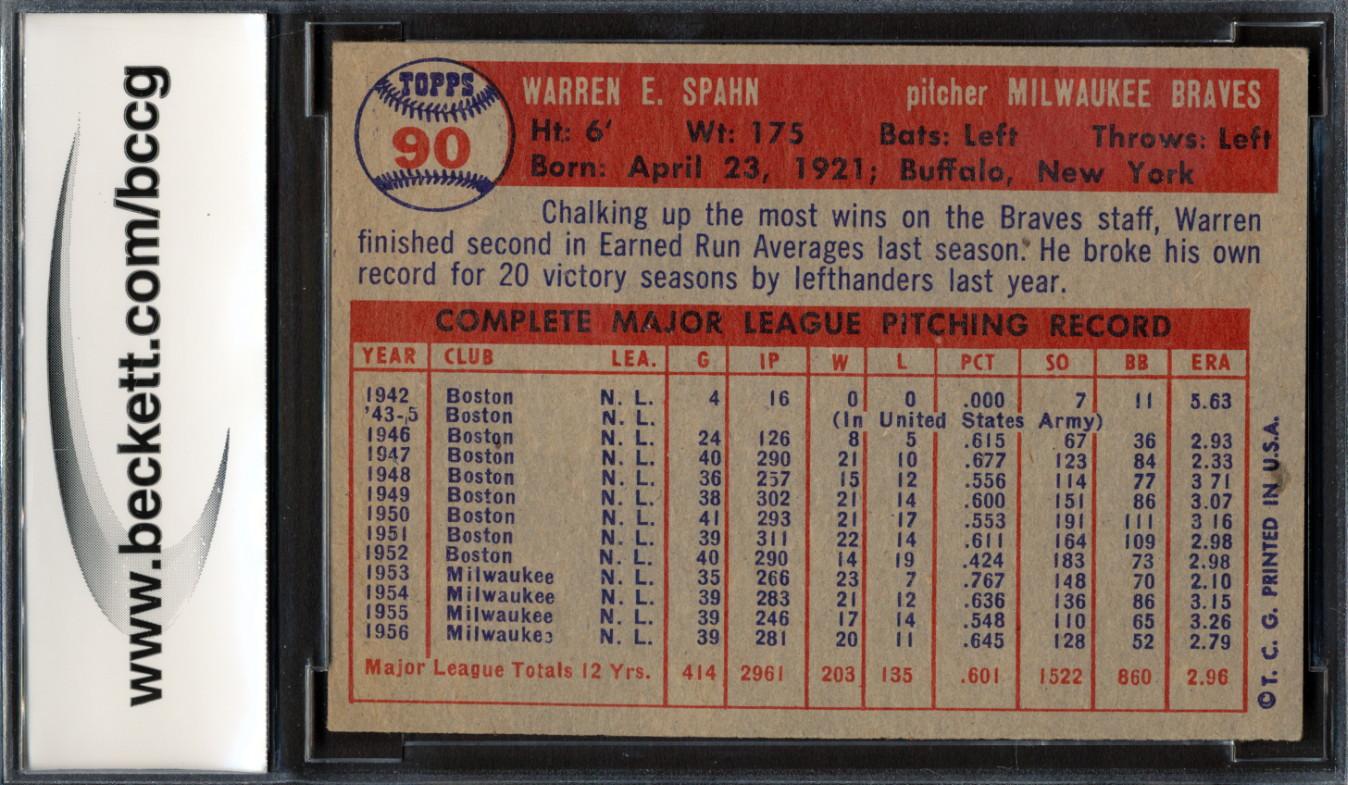 www.beckett.com/bccg
TOPPS
90
WARREN E. SPAHN pitcher MILWAUKEE BRAVES
Ht: 6' Wt: 175 Bats: Left Throws: Left
Born: April 23, 1921; Buffalo, New York
Chalking up the most wins on the Braves staff, Warren
finished second in Earned Run Averages last season. He broke his own
record for 20 victory seasons by lefthanders last year.
COMPLETE MAJOR LEAGUE PITCHING RECORD
YEAR CLUB LEA. G IP W L PCT SO BB ERA
1942 Boston N. L. 4 16 0 0 .000 7 11 5.63
'43-5 Boston N. L. (In United States Army)
1946 Boston N. L. 24 126 8 5 .615 67 36 2.93
1947 Boston N. L. 40 290 21 10 .677 123 84 2.33
1948 Boston N. L. 36 257 15 12 .556 114 77 3 71
1949 Boston N. L. 38 302 21 14 .600 151 86 3.07
1950 Boston N. L. 41 293 21 17 .553 191 111 3 16
1951 Boston N. L. 39 311 22 14 .611 164 109 2.98
1952 Boston N. L. 40 290 14 19 .424 183 73 2.98
1953 Milwaukee N. L. 35 266 23 7 .767 148 70 2.10
1954 Milwaukee N. L. 39 283 21 12 .636 136 86 3.15
1955 Milwaukee N. L. 39 246 17 14 .548 110 65 3.26
1956 Milwaukee N. L. 39 281 20 11 .645 128 52 2.79
Major League Totals 12 Yrs. 414 2961 203 135 .601 1522 860 2.96
©T. C. G. PRINTED IN U.S.A.